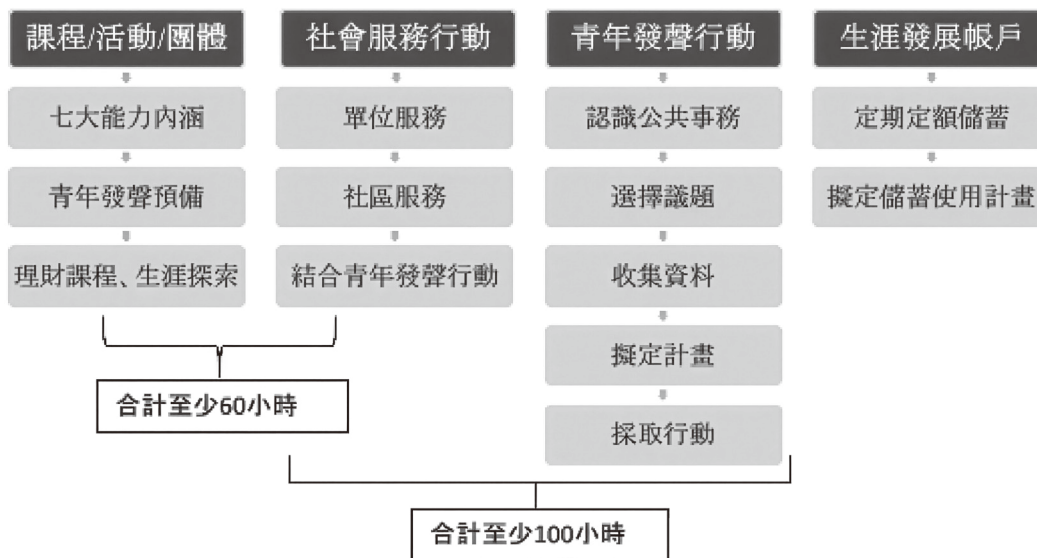 課程/活動/團體
七大能力內涵
青年發聲預備
理財課程、生涯探索
社會服務行動
單位服務
社區服務
結合青年發聲行動
青年發聲行動
認識公共事務
選擇議題
收集資料
擬定計畫
採取行動
生涯發展帳戶
定期定額儲蓄
擬定儲蓄使用計畫
合計至少60小時
合計至少100小時